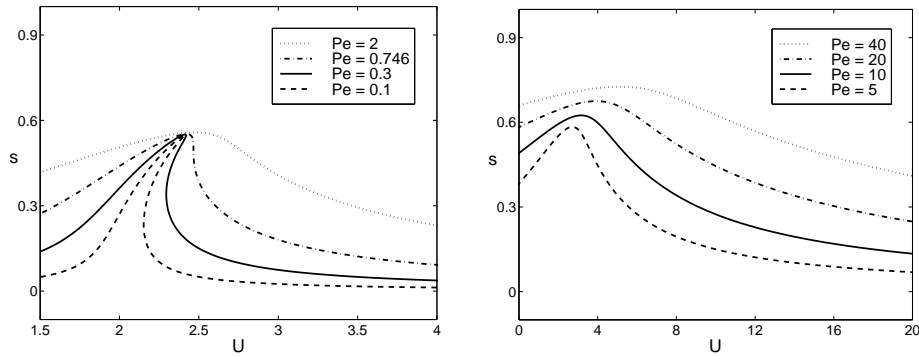 0.9
0.6
0.3
0
s
1.5
2
2.5
3
3.5
4
U
Pe = 2
Pe = 0.746
Pe = 0.3
Pe = 0.1
0.9
0.6
0.3
0
s
0
4
8
12
16
20
U
Pe = 40
Pe = 20
Pe = 10
Pe = 5